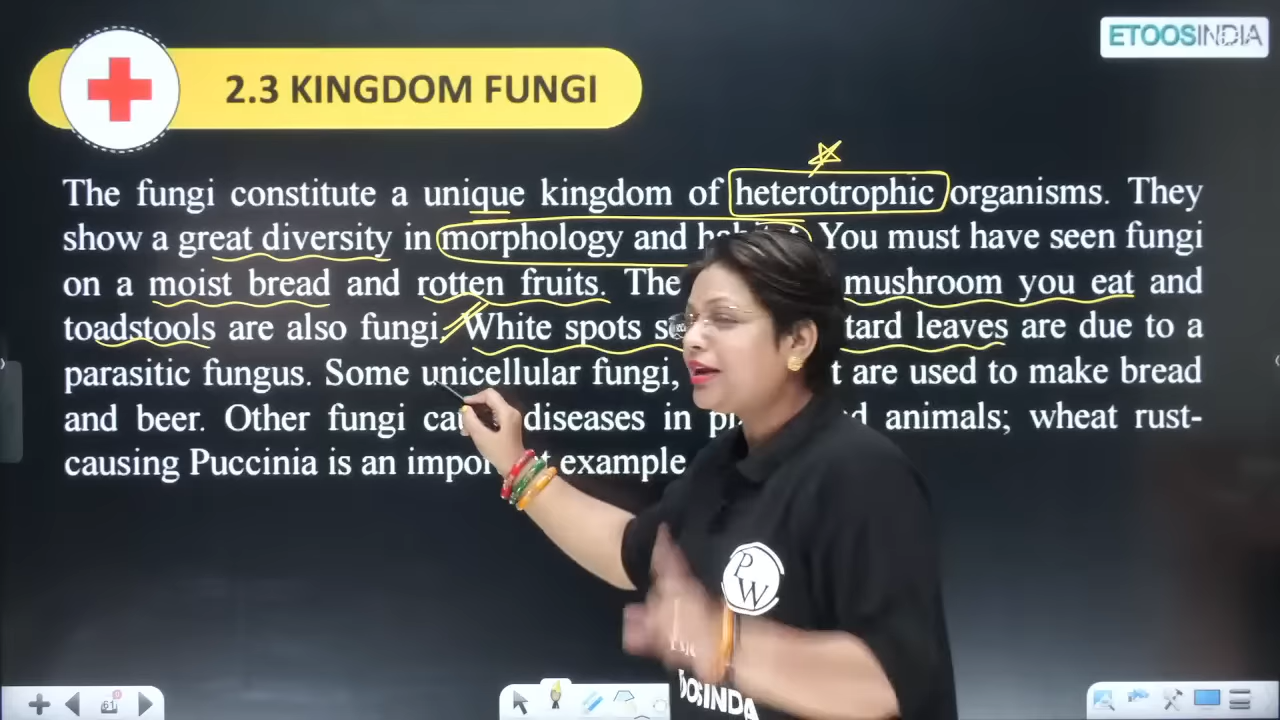 ETOOSINDIA
2.3 KINGDOM FUNGI
The fungi constitute a unique kingdom of heterotrophic organisms. They
show a great diversity in morphology and habitat. You must have seen fungi
on a moist bread and rotten fruits. The mushroom you eat and
toadstools are also fungi. White spots tard leaves are due to a
parasitic fungus. Some unicellular fungi, are used to make bread
and beer. Other fungi diseases in animals; wheat rust-
causing Puccinia is an important example
PW
61